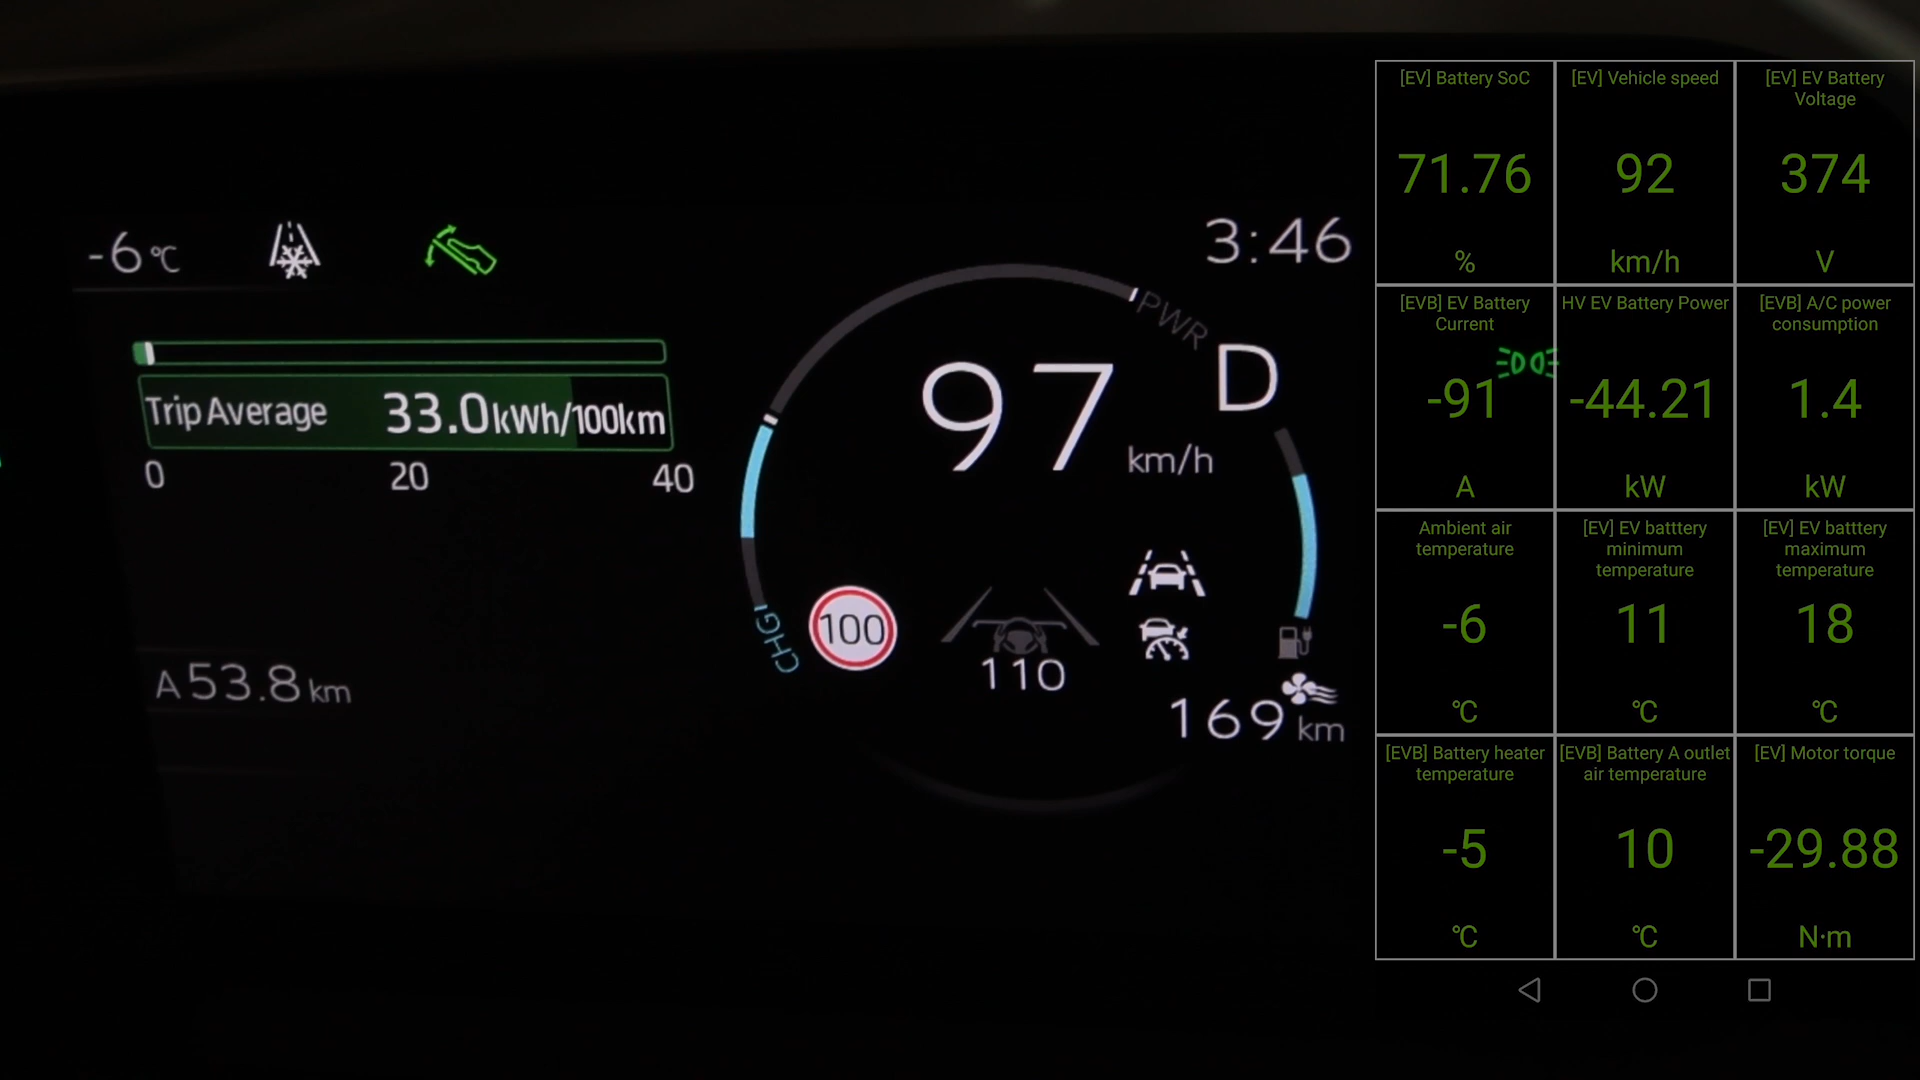 -6℃
3:46
PWR
D
Trip Average 33.0kWh/100km
0 20 40
97
km/h
100
CHG
110
A 53.8 km
169 km
[EV] Battery SoC
71.76
%
[EV] Vehicle speed
92
km/h
[EV] EV Battery
Voltage
374
V
[EVB] EV Battery
Current
-91
A
HV EV Battery Power
-44.21
kW
[EVB] A/C power
consumption
1.4
kW
Ambient air
temperature
-6
℃
[EV] EV batttery
minimum
temperature
11
℃
[EV] EV batttery
maximum
temperature
18
℃
[EVB] Battery heater
temperature
-5
℃
[EVB] Battery A outlet
air temperature
10
℃
[EV] Motor torque
-29.88
N·m